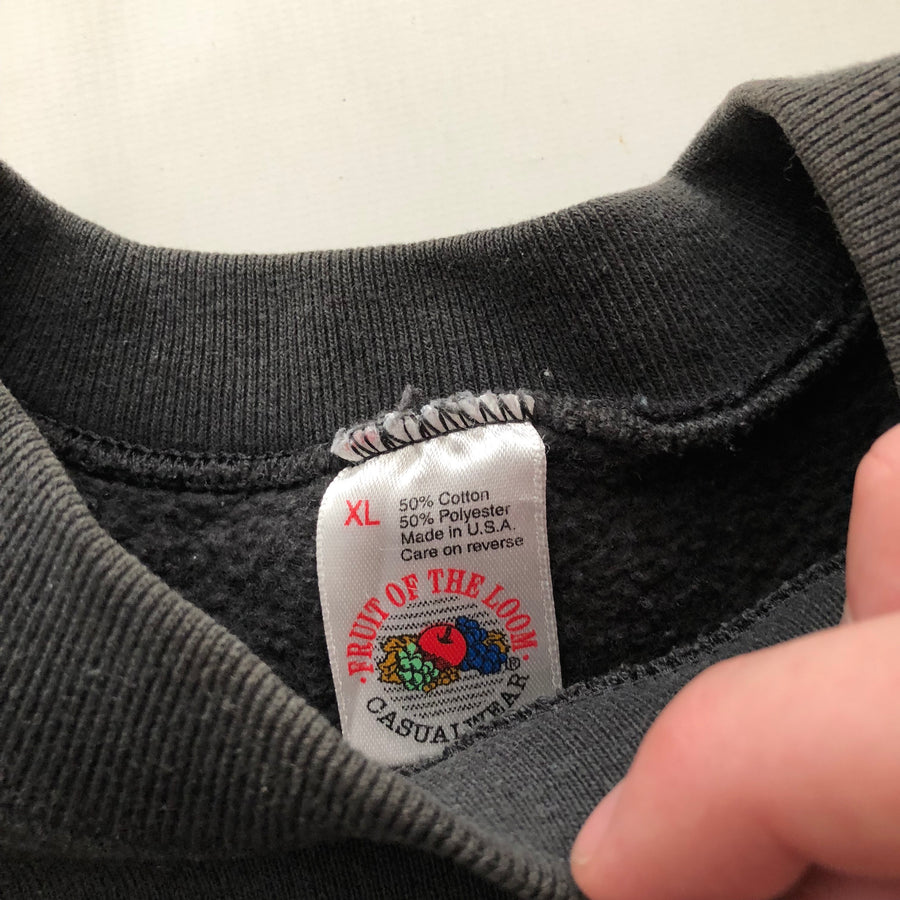 XL
50% Cotton
50% Polyester
Made in U.S.A.
Care on reverse
·FRUIT OF THE LOOM·
®
CASUALWEAR